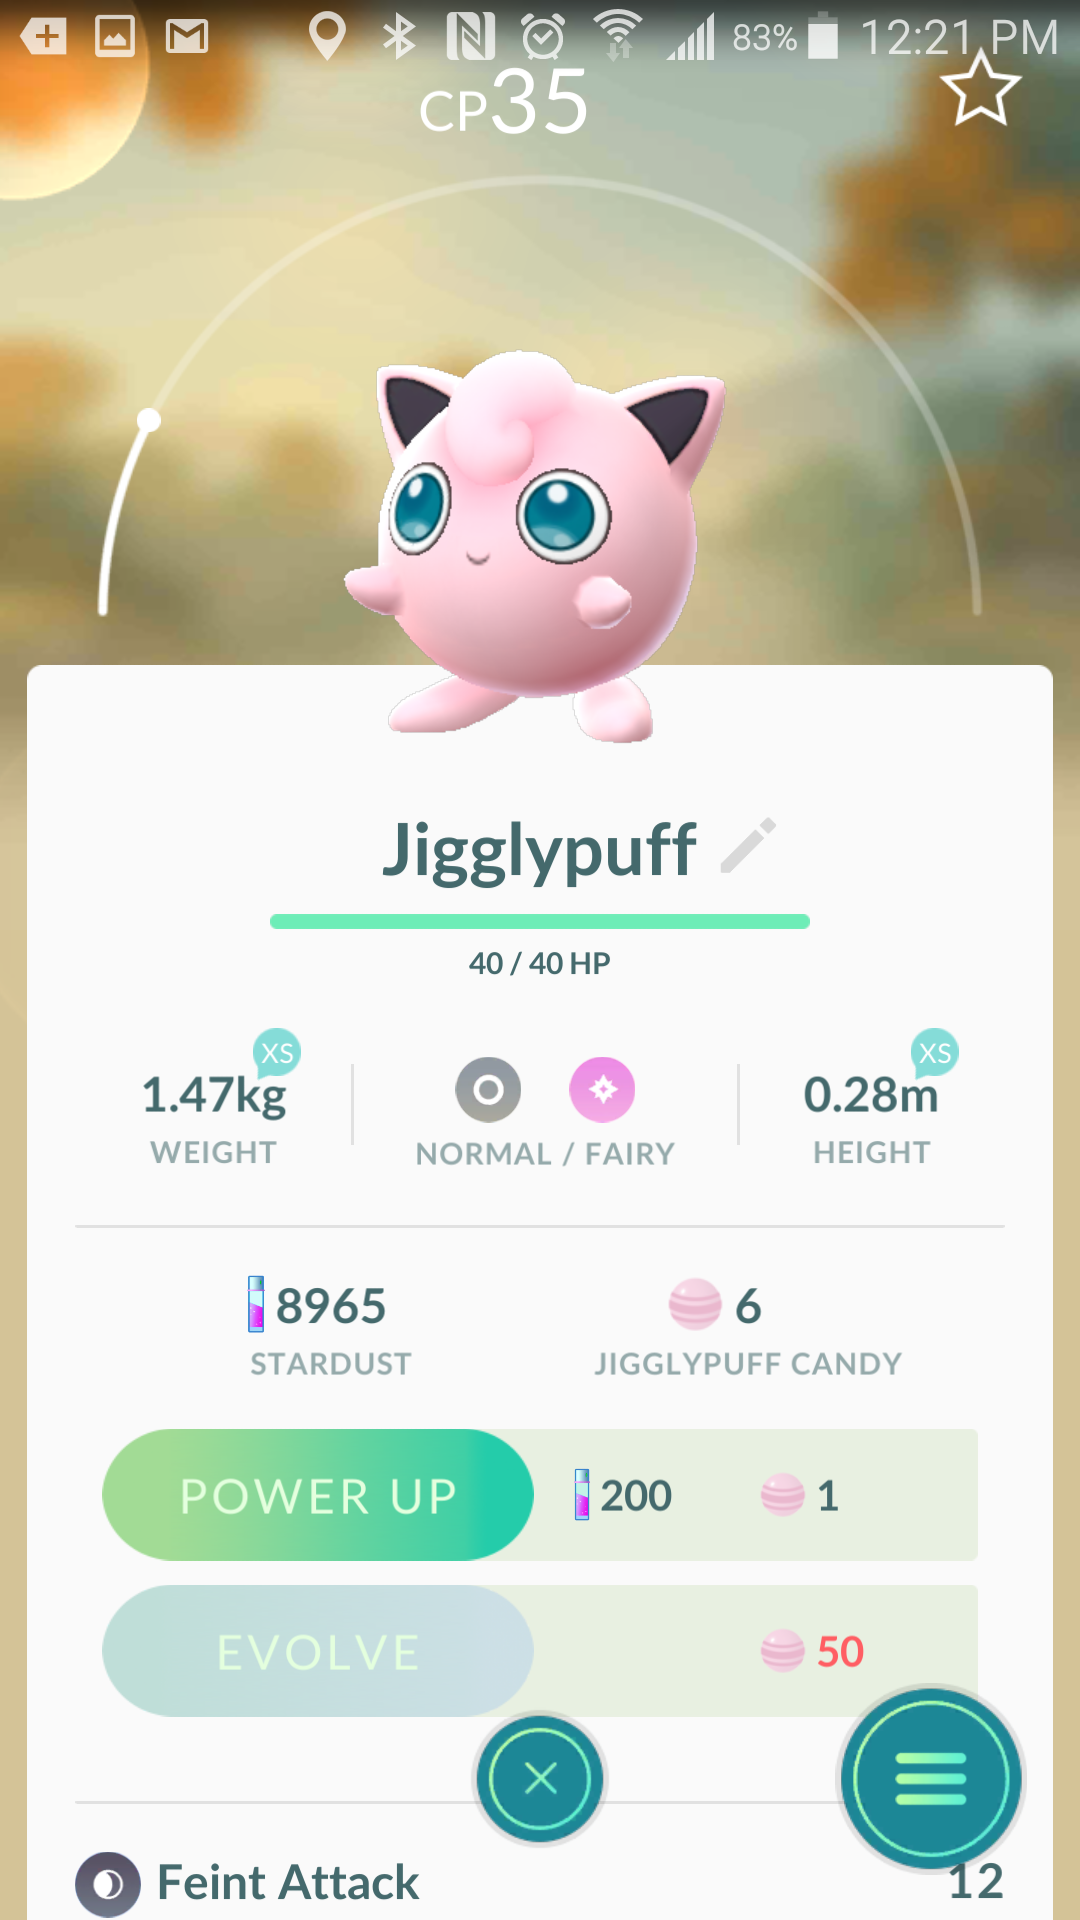 83% 12:21 PM
CP35
Jigglypuff
40 / 40 HP
XS XS
1.47kg 0.28m
WEIGHT NORMAL / FAIRY HEIGHT
8965 6
STARDUST JIGGLYPUFF CANDY
POWER UP 200 1
EVOLVE 50
Feint Attack 12